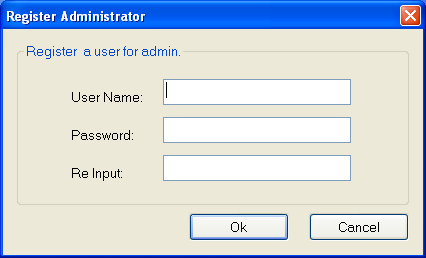 Register Administrator
Register a user for admin.
User Name:
Password:
Re Input:
Ok
Cancel